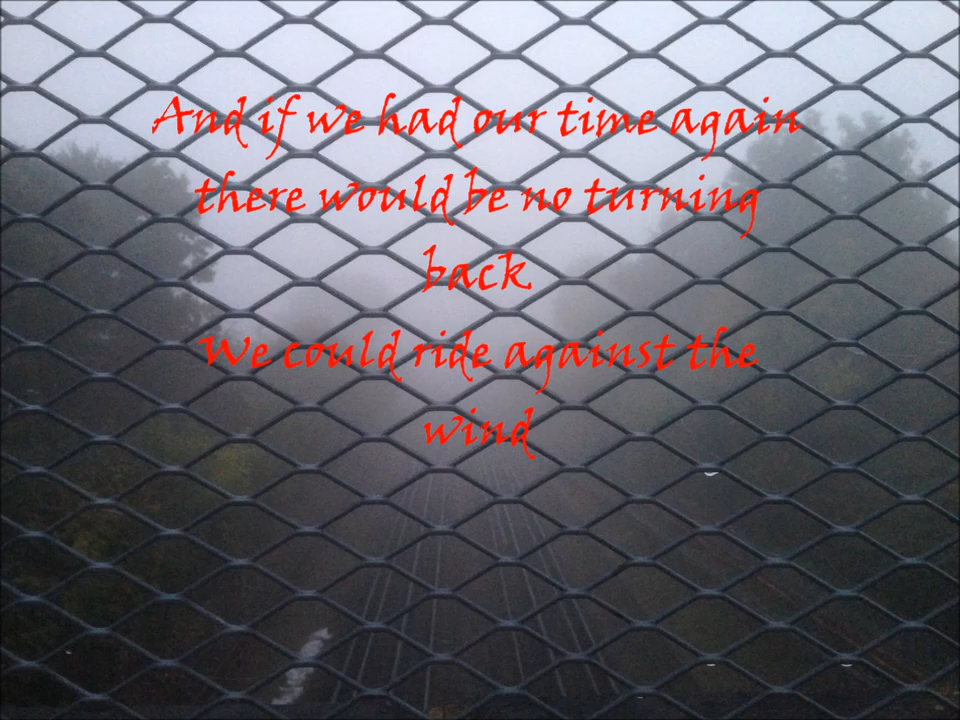 And if we had our time again
there would be no turning
back
We could ride against the
wind